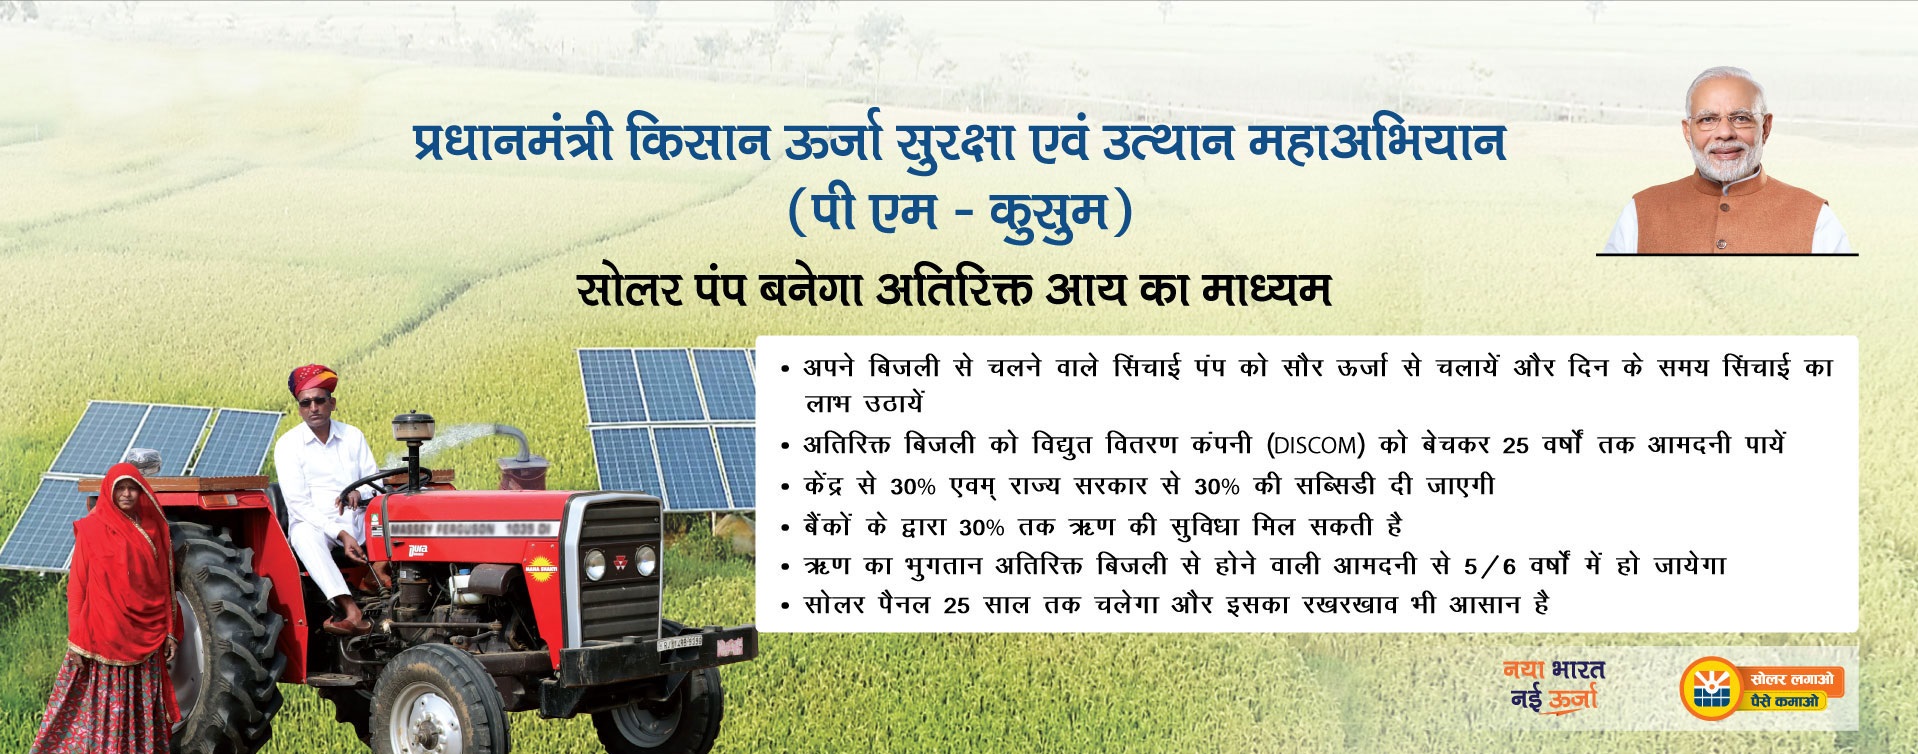 प्रधानमंत्री किसान ऊर्जा सुरक्षा एवं उत्थान महाअभियान
(पी एम - कुसुम)
सोलर पंप बनेगा अतिरिक्त आय का माध्यम
• अपने बिजली से चलने वाले सिंचाई पंप को सौर ऊर्जा से चलायें और दिन के समय सिंचाई का
लाभ उठायें
• अतिरिक्त बिजली को विद्युत वितरण कंपनी (DISCOM) को बेचकर 25 वर्षों तक आमदनी पायें
• केंद्र से 30% एवम् राज्य सरकार से 30% की सब्सिडी दी जाएगी
• बैंकों के द्वारा 30% तक ऋण की सुविधा मिल सकती है
• ऋण का भुगतान अतिरिक्त बिजली से होने वाली आमदनी से 5/6 वर्षों में हो जायेगा
• सोलर पैनल 25 साल तक चलेगा और इसका रखरखाव भी आसान है
MASSEY FERGUSON 1035 DI
MAHA SHAKTI
नया भारत
नई ऊर्जा
सोलर लगाओ
पैसे कमाओ